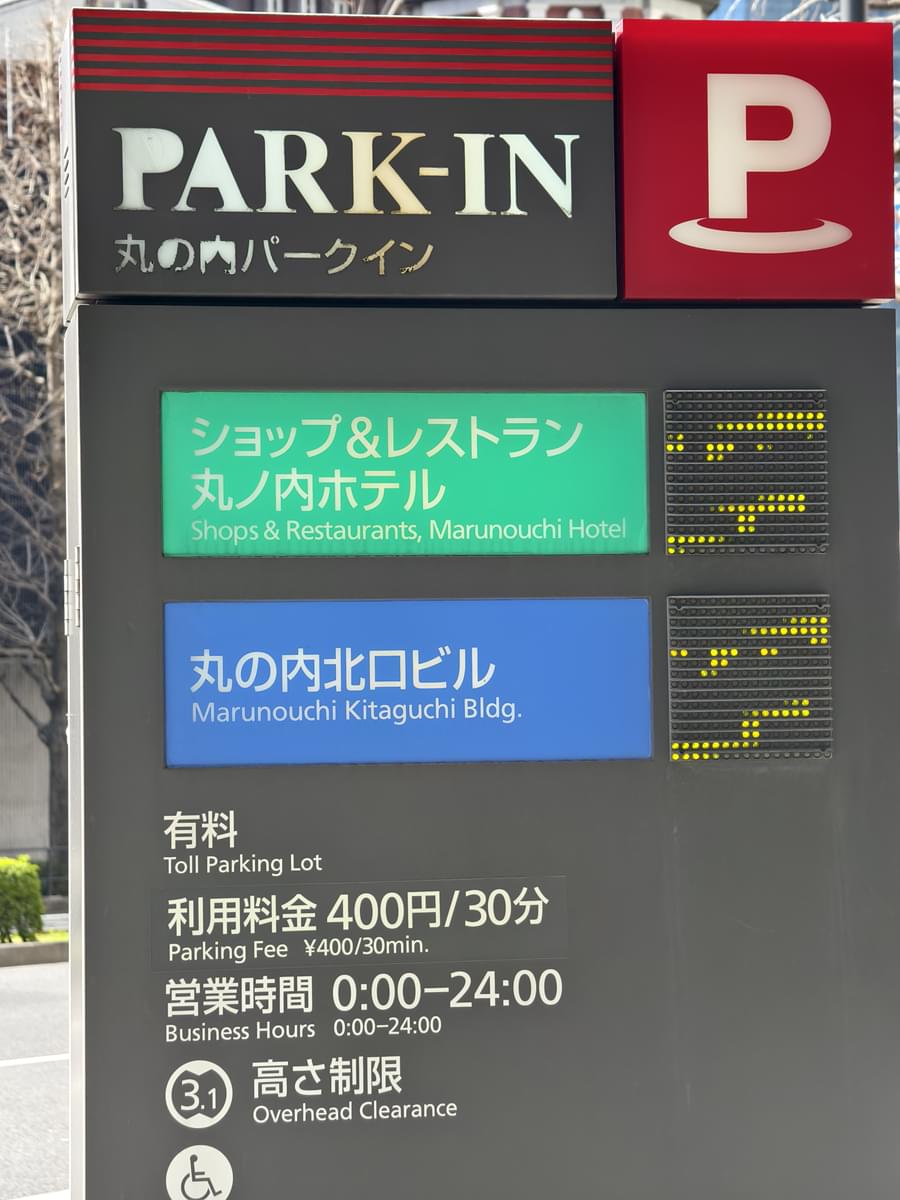 PARK-IN
P
丸の内パークイン
ショップ&レストラン
丸ノ内ホテル
Shops & Restaurants, Marunouchi Hotel
丸の内北口ビル
Marunouchi Kitaguchi Bldg.
有料
Toll Parking Lot
利用料金 400円/30分
Parking Fee ¥400/30min.
営業時間 0:00−24:00
Business Hours 0:00−24:00
3.1 高さ制限
Overhead Clearance